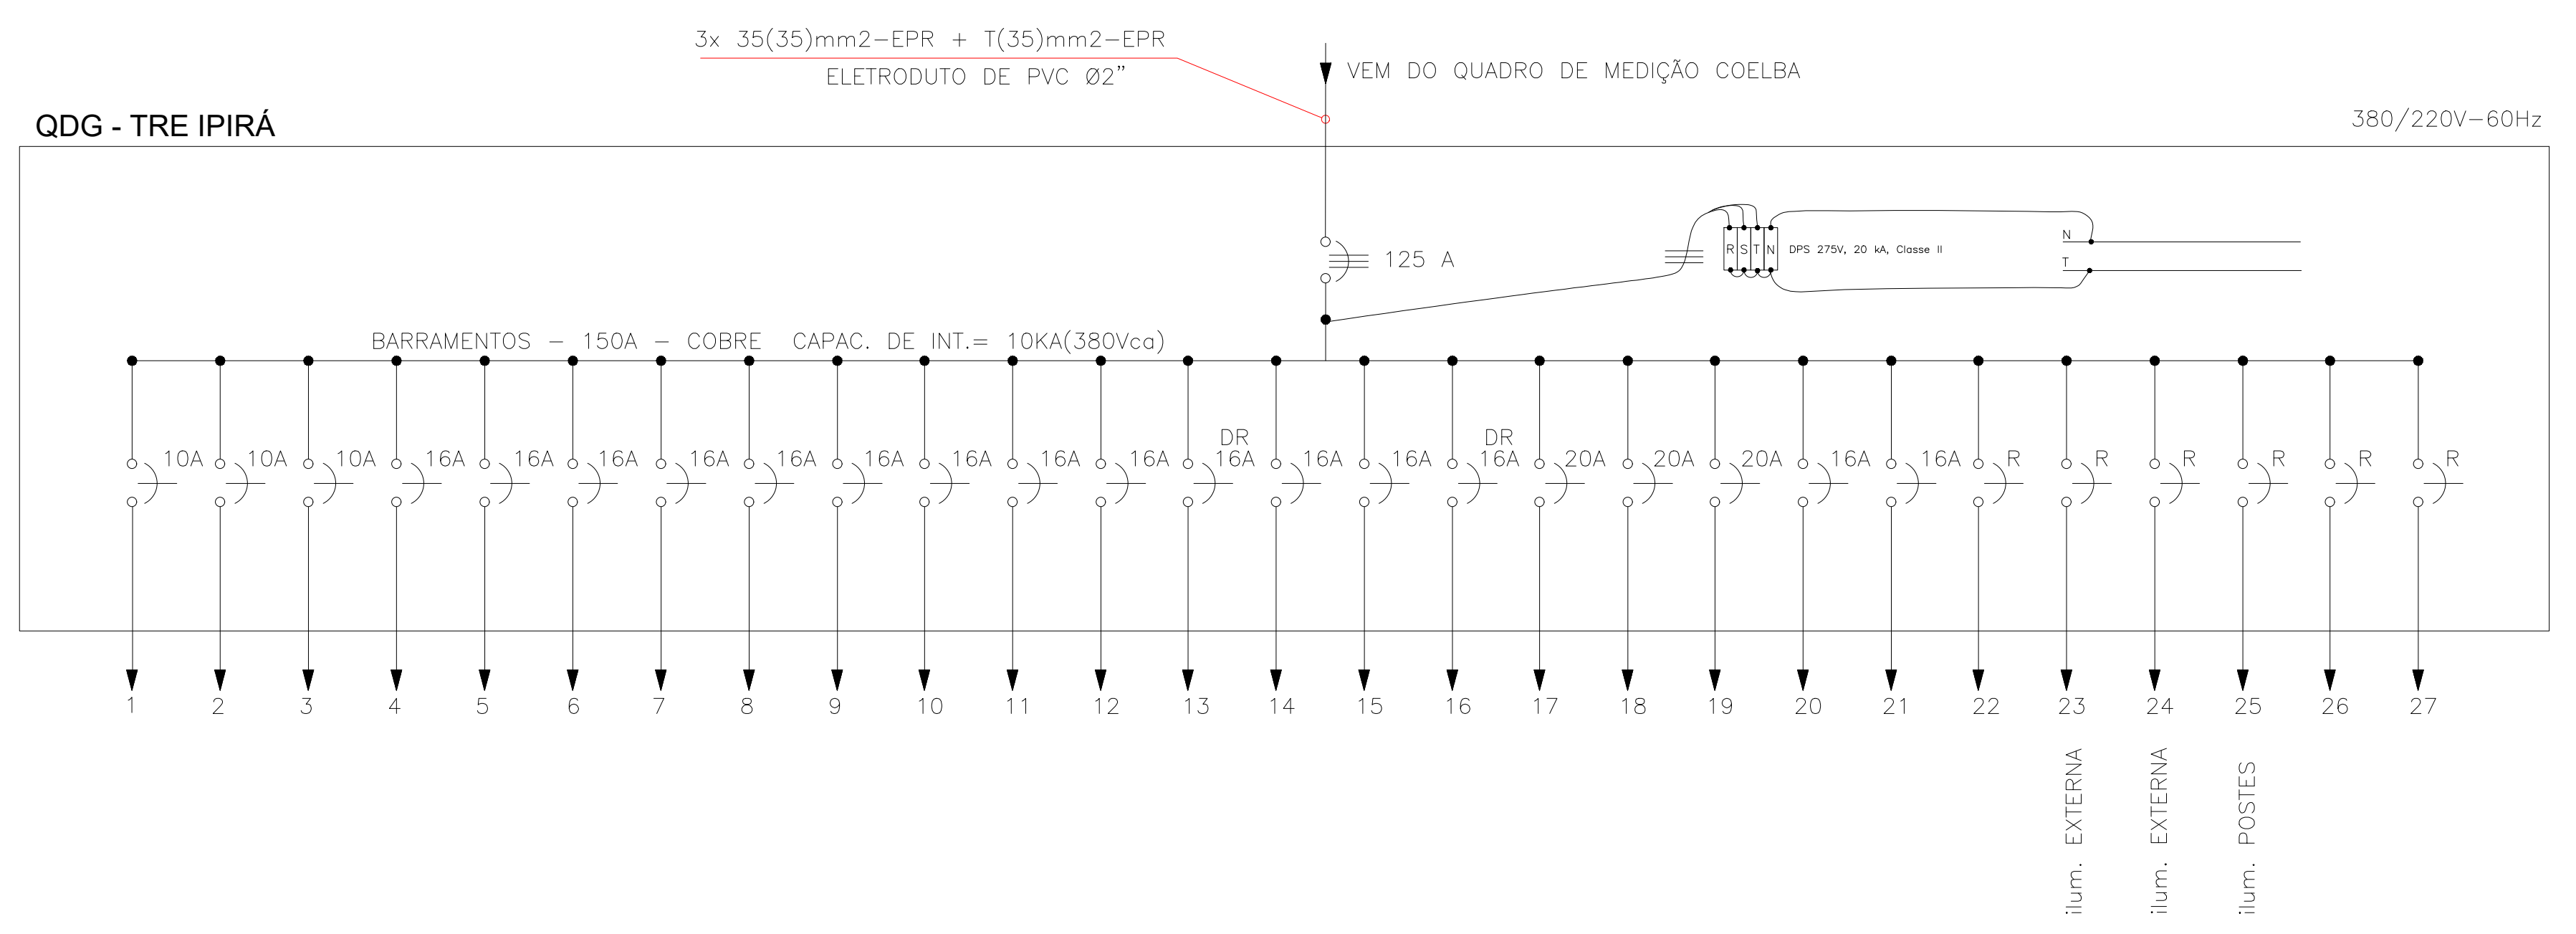 3x 35(35)mm2-EPR + T(35)mm2-EPR
ELETRODUTO DE PVC Ø2”
VEM DO QUADRO DE MEDIÇÃO COELBA
QDG - TRE IPIRÁ
380/220V-60Hz
R S T N
DPS 275V, 20 kA, Classe II
N
T
125 A
BARRAMENTOS - 150A - COBRE CAPAC. DE INT.= 10KA(380Vca)
DR DR
10A 10A 10A 16A 16A 16A 16A 16A 16A 16A 16A 16A 16A 16A 16A 16A 20A 20A 20A 16A 16A R R R R R R
1 2 3 4 5 6 7 8 9 10 11 12 13 14 15 16 17 18 19 20 21 22 23 24 25 26 27
ilum. EXTERNA
ilum. EXTERNA
ilum. POSTES